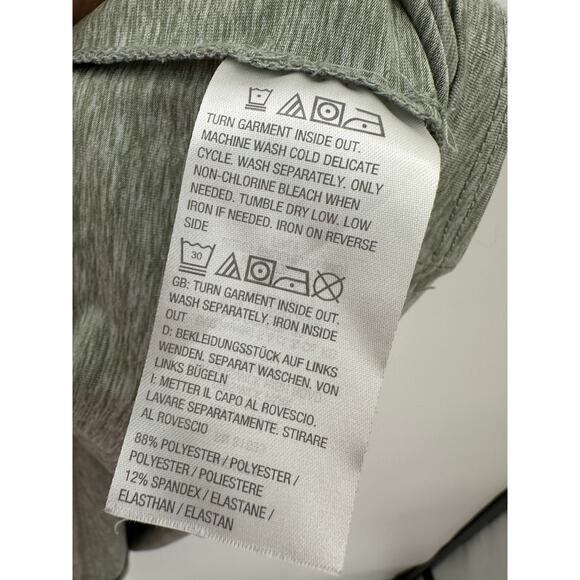 TURN GARMENT INSIDE OUT.
MACHINE WASH COLD DELICATE
CYCLE. WASH SEPARATELY. ONLY
NON-CHLORINE BLEACH WHEN
NEEDED. TUMBLE DRY LOW. LOW
IRON IF NEEDED. IRON ON REVERSE
SIDE
30
GB: TURN GARMENT INSIDE OUT.
WASH SEPARATELY. IRON INSIDE
OUT
D: BEKLEIDUNGSSTÜCK AUF LINKS
WENDEN. SEPARAT WASCHEN. VON
LINKS BÜGELN
I: METTER IL CAPO AL ROVESCIO.
LAVARE SEPARATAMENTE. STIRARE
AL ROVESCIO
88% POLYESTER / POLYESTER /
POLYESTER / POLIESTERE
12% SPANDEX / ELASTANE /
ELASTHAN / ELASTAN